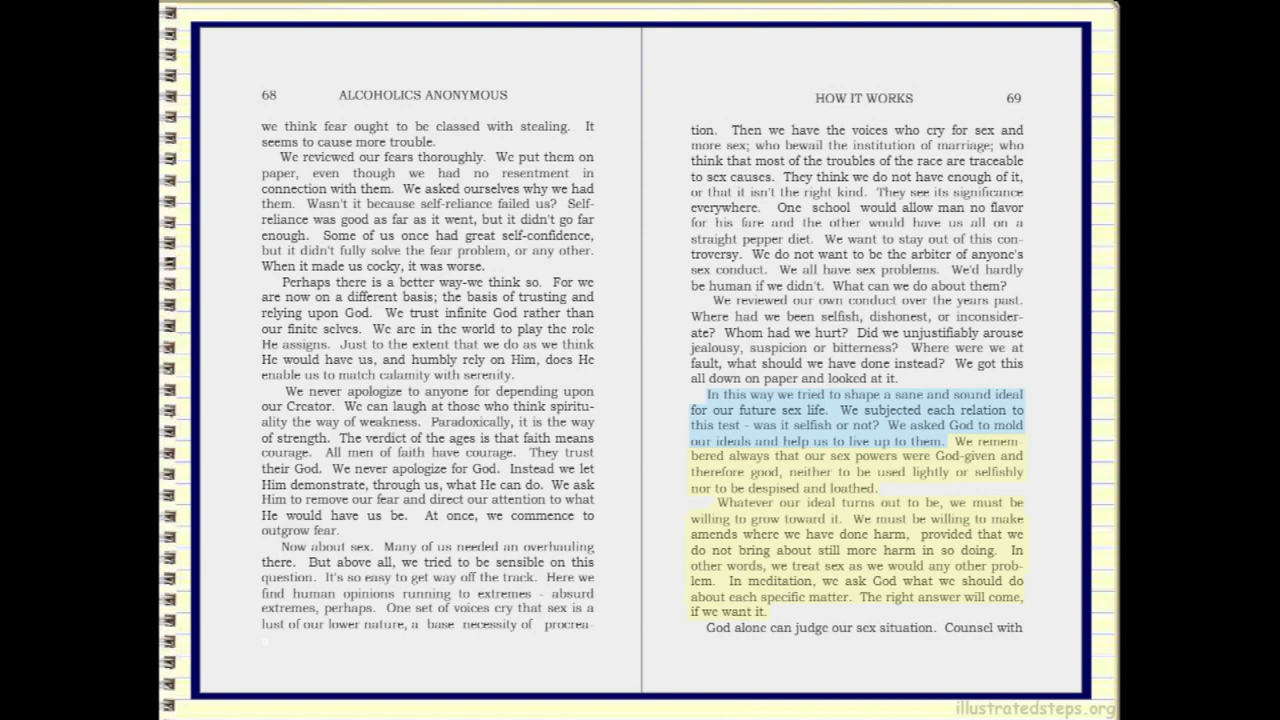 68 ALCOHOLICS ANONYMOUS
we think fear ought to be classed with stealing. It
seems to cause more trouble.
We reviewed our fears thoroughly. We put them on
paper, even though we had no resentment in
connection with them. We asked ourselves why we had
them. Wasn't it because self-reliance failed us? Self-
reliance was good as far as it went, but it didn't go far
enough. Some of us once had great self-confidence,
but it didn't fully solve the fear problem, or any other.
When it made us cocky, it was worse.
Perhaps there is a better way-we think so. For we
are now on a different basis; the basis of trusting and
relying upon God. We trust infinite God rather than
our finite selves. We are in the world to play the role
He assigns. Just to the extent that we do as we think
He would have us, and humbly rely on Him, does He
enable us to match calamity with serenity.
We never apologize to anyone for depending upon
our Creator. We can laugh at those who think spiritu-
ality the way of weakness. Paradoxically, it is the way
of strength. The verdict of the ages is that faith means
courage. All men of faith have courage. They trust
their God. We never apologize for God. Instead we let
Him demonstrate, through us, what He can do. We ask
Him to remove our fear and direct our attention to what
He would have us be. At once, we commence to
outgrow fear.
Now about sex. Many of us needed an overhauling
there. But above all, we tried to be sensible on this
question. It's so easy to get way off the track. Here we
find human opinions running to extremes - absurd
extremes, perhaps. One set of voices cry that sex is a
lust of our lower nature, a base necessity of procrea-
HOW IT WORKS 69
tion. Then we have the voices who cry for sex and
more sex; who bewail the institution of marriage; who
think that most of the troubles of the race are traceable
to sex causes. They think we do not have enough of it,
or that it isn't the right kind. They see its significance
everywhere. One school would allow man no flavor
for his fare and the other would have us all on a
straight pepper diet. We want to stay out of this con-
troversy. We do not want to be the arbiter of anyone's
sex conduct. We all have sex problems. We'd hardly
be human if we didn't. What can we do about them?
We reviewed our own conduct over the years past.
Where had we been selfish, dishonest, or inconsider-
ate? Whom had we hurt? Did we unjustifiably arouse
jealousy, suspicion or bitterness? Where were we at
fault, what should we have done instead? We got this
all down on paper and looked at it.
In this way we tried to shape a sane and sound ideal
for our future sex life. We subjected each relation to
this test - was it selfish or not? We asked God to mold
our ideals and help us to live up to them. We remem-
bered always that our sex powers were God-given and
therefore good, neither to be used lightly or selfishly
nor to be despised and loathed.
Whatever our ideal turns out to be, we must be
willing to grow toward it. We must be willing to make
amends where we have done harm, provided that we
do not bring about still more harm in so doing. In
other words, we treat sex as we would any other prob-
lem. In meditation, we ask God what we should do
about each specific matter. The right answer will come,
if we want it.
God alone can judge our sex situation. Counsel with
illustratedsteps.org